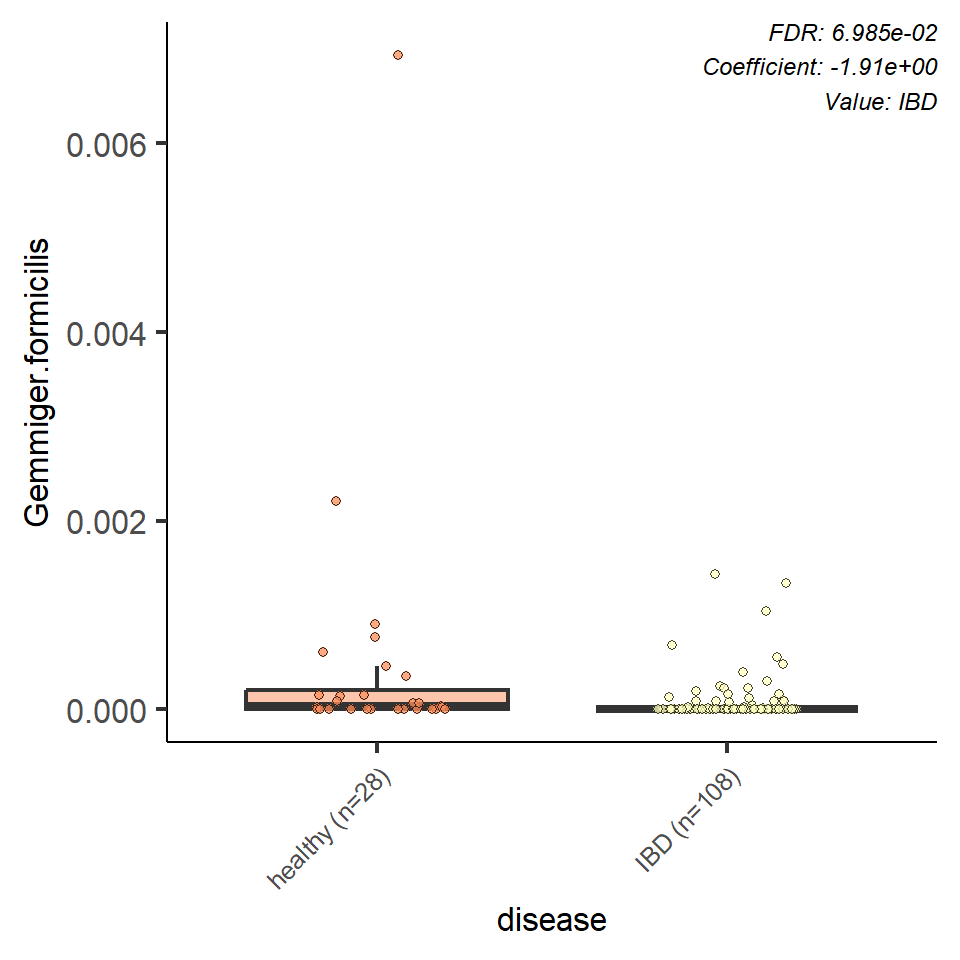 FDR: 6.985e-02
Coefficient: -1.91e+00
Value: IBD
Gemmiger.formicilis
0.006
0.004
0.002
0.000
healthy (n=28)
IBD (n=108)
disease